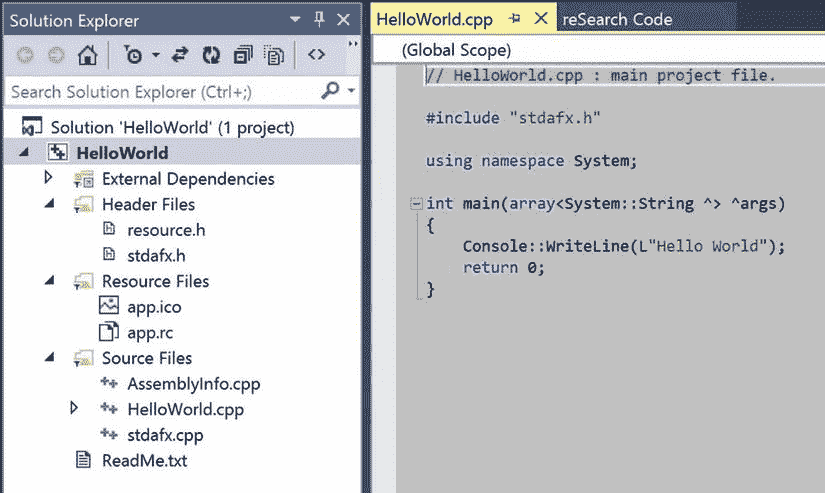 Solution Explorer
Search Solution Explorer (Ctrl+;)
Solution 'HelloWorld' (1 project)
HelloWorld
External Dependencies
Header Files
resource.h
stdafx.h
Resource Files
app.ico
app.rc
Source Files
AssemblyInfo.cpp
HelloWorld.cpp
stdafx.cpp
ReadMe.txt
HelloWorld.cpp
reSearch Code
(Global Scope)
// HelloWorld.cpp : main project file.
#include "stdafx.h"
using namespace System;
int main(array<System::String ^> ^args)
{
Console::WriteLine(L"Hello World");
return 0;
}